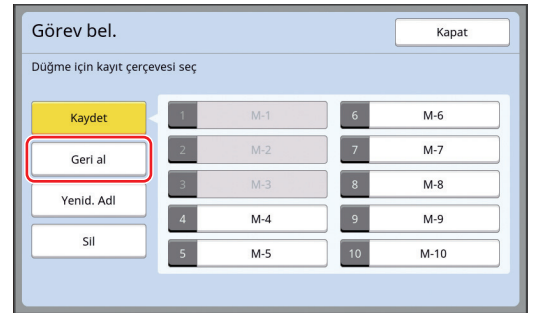 Görev bel.
Kapat
Düğme için kayıt çerçevesi seç
Kaydet
Geri al
Yenid. Adl
Sil
1 M-1
2 M-2
3 M-3
4 M-4
5 M-5
6 M-6
7 M-7
8 M-8
9 M-9
10 M-10